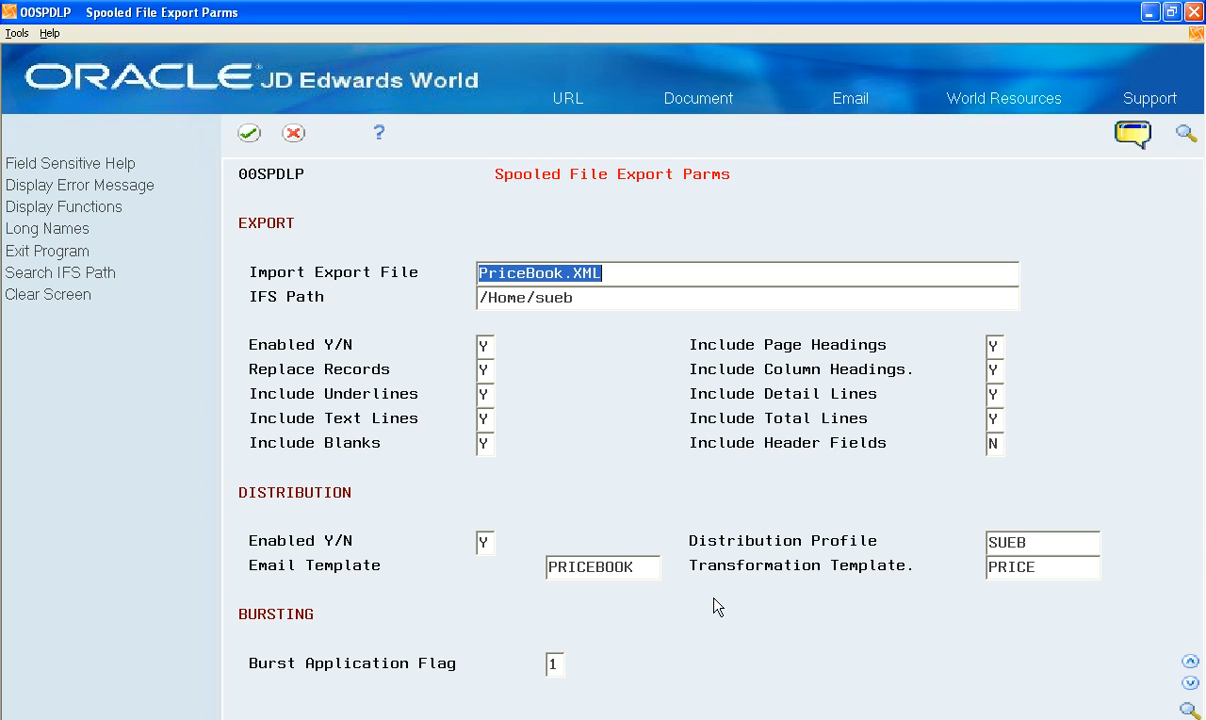 00SPDLP Spooled File Export Parms
Tools Help
ORACLE® JD Edwards World
URL Document Email World Resources Support
?
Field Sensitive Help
Display Error Message
Display Functions
Long Names
Exit Program
Search IFS Path
Clear Screen
00SPDLP Spooled File Export Parms
EXPORT
Import Export File PriceBook.XML
IFS Path /Home/sueb
Enabled Y/N Y Include Page Headings Y
Replace Records Y Include Column Headings. Y
Include Underlines Y Include Detail Lines Y
Include Text Lines Y Include Total Lines Y
Include Blanks Y Include Header Fields N
DISTRIBUTION
Enabled Y/N Y Distribution Profile SUEB
Email Template PRICEBOOK Transformation Template. PRICE
BURSTING
Burst Application Flag 1